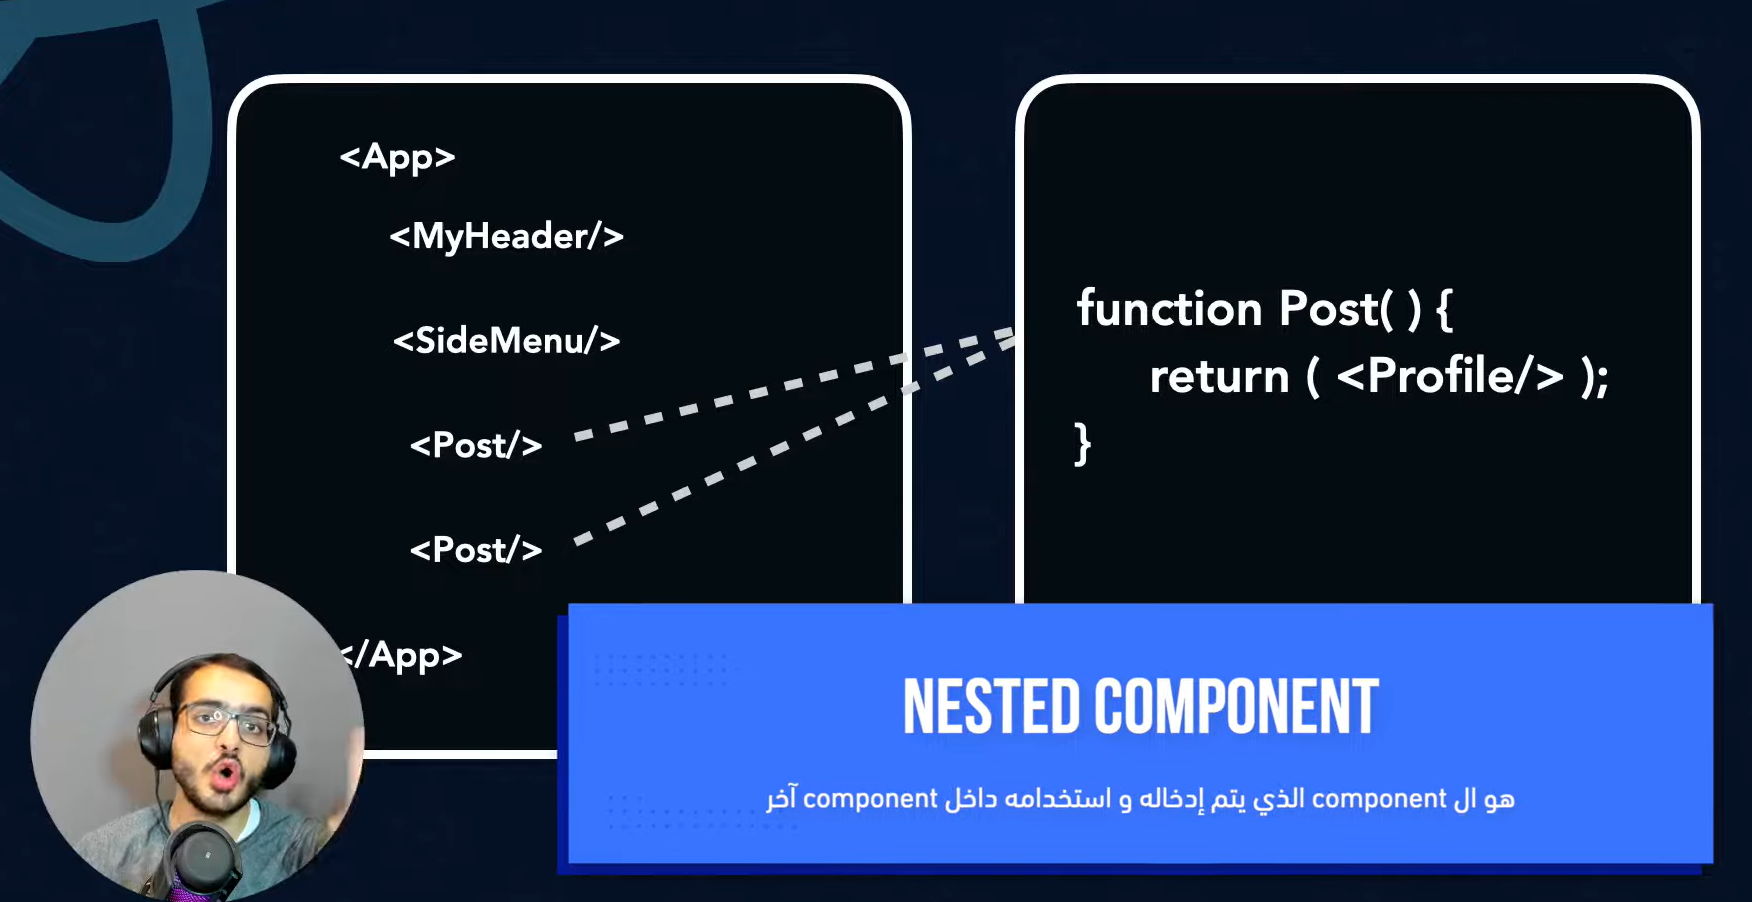 <App>
<MyHeader/>
<SideMenu/>
<Post/>
<Post/>
</App>
function Post( ) {
return ( <Profile/> );
}
NESTED COMPONENT
هو ال component الذي يتم إدخاله و استخدامه داخل component آخر